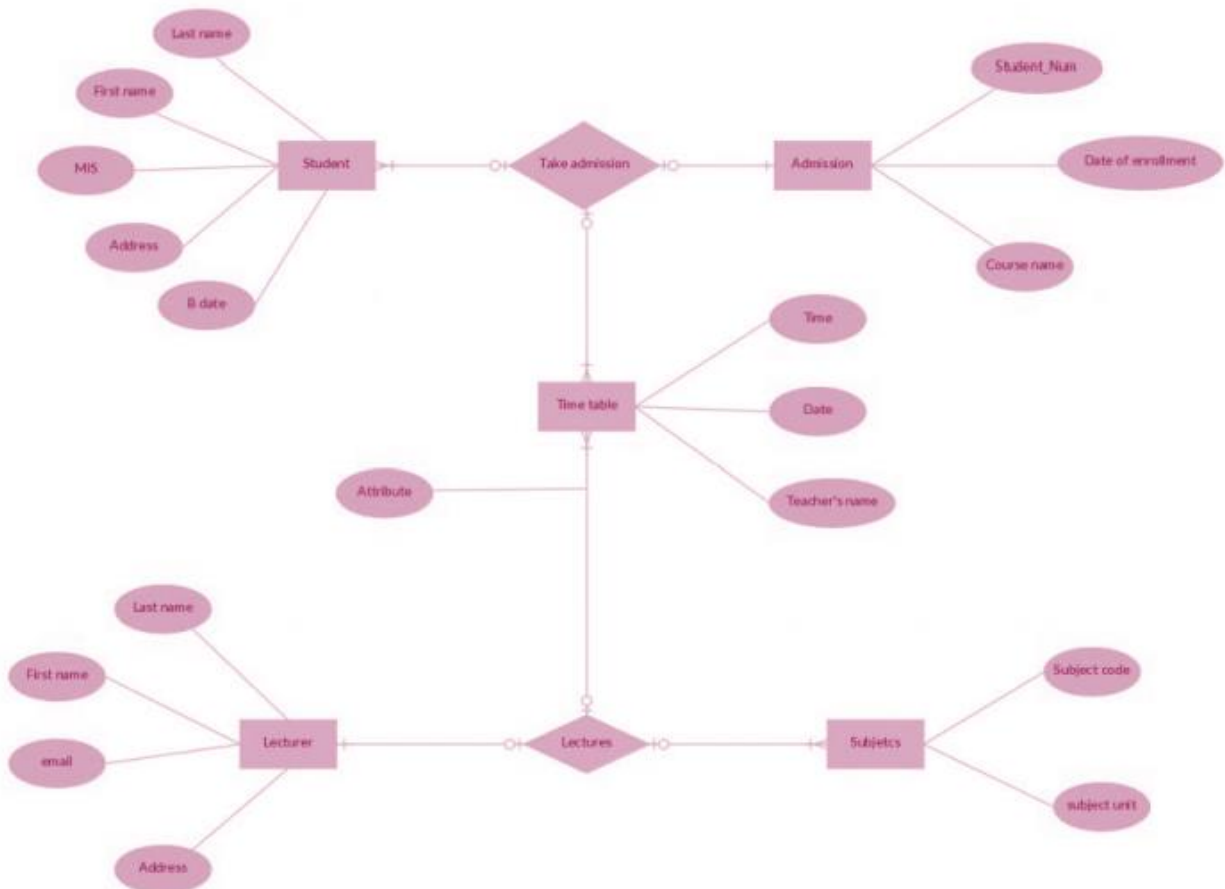 Last name
First name
Student_Num
MIS
Student
Take admission
Admission
Date of enrollment
Address
Course name
B date
Time
Time table
Date
Attribute
Teacher's name
Last name
First name
Subject code
Lecturer
Lectures
Subjetcs
email
subject unit
Address